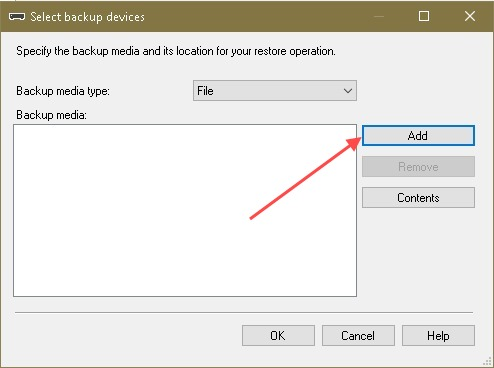 Select backup devices
Specify the backup media and its location for your restore operation.
Backup media type:
File
Backup media:
Add
Remove
Contents
OK
Cancel
Help